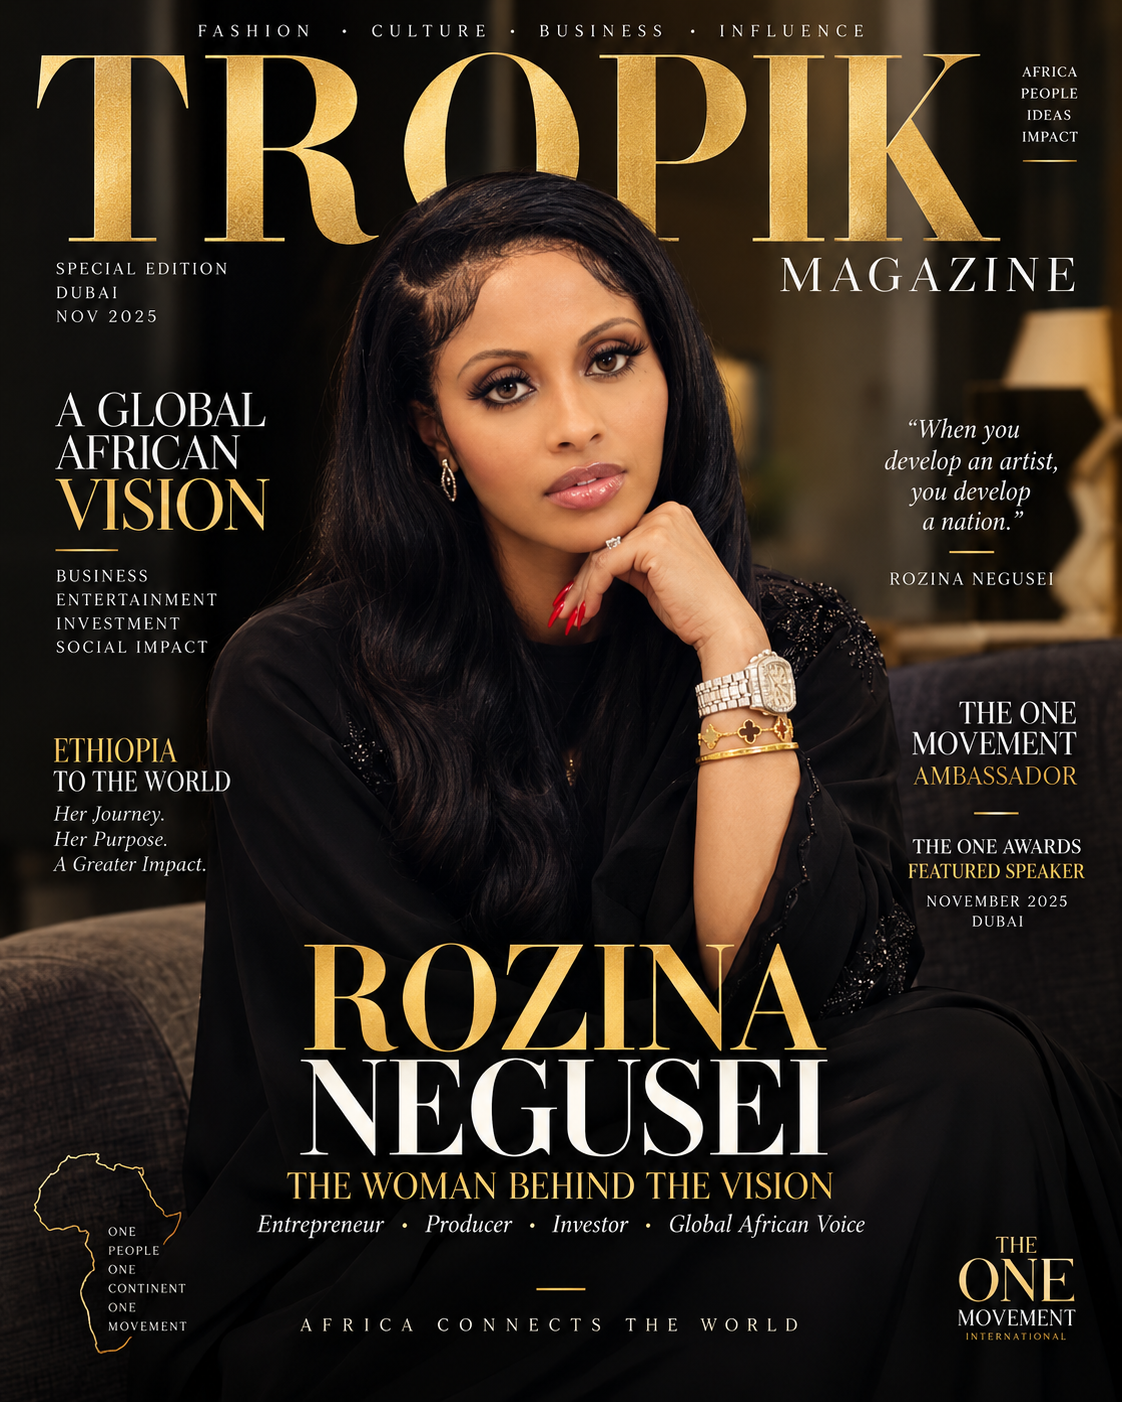 FASHION • CULTURE • BUSINESS • INFLUENCE
TROPIK
MAGAZINE
AFRICA
PEOPLE
IDEAS
IMPACT
SPECIAL EDITION
DUBAI
NOV 2025
A GLOBAL
AFRICAN
VISION
BUSINESS
ENTERTAINMENT
INVESTMENT
SOCIAL IMPACT
“When you
develop an artist,
you develop
a nation.”
ROZINA NEGUSEI
ETHIOPIA
TO THE WORLD
Her Journey.
Her Purpose.
A Greater Impact.
THE ONE
MOVEMENT
AMBASSADOR
THE ONE AWARDS
FEATURED SPEAKER
NOVEMBER 2025
DUBAI
ROZINA
NEGUSEI
THE WOMAN BEHIND THE VISION
Entrepreneur • Producer • Investor • Global African Voice
ONE
PEOPLE
ONE
CONTINENT
ONE
MOVEMENT
AFRICA CONNECTS THE WORLD
THE
ONE
MOVEMENT
INTERNATIONAL